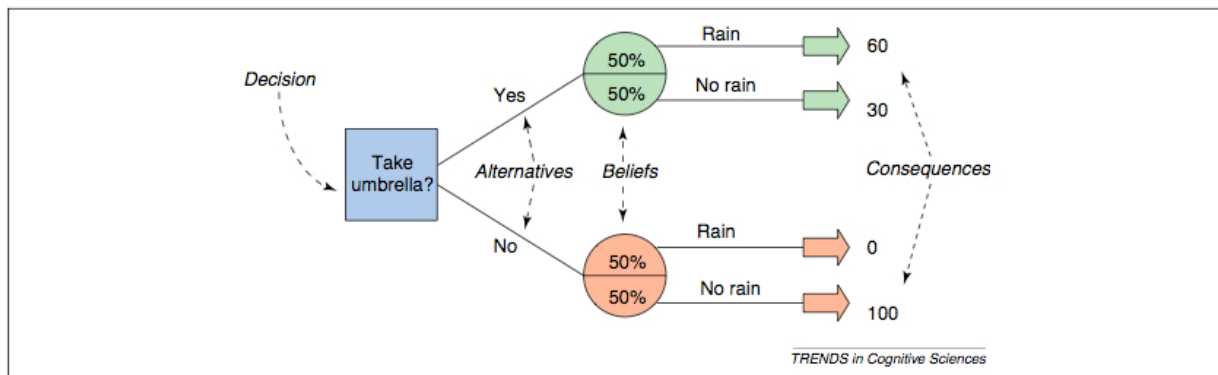 Decision
Take
umbrella?
Yes
No
Alternatives
50%
50%
Beliefs
50%
50%
Rain
No rain
Rain
No rain
60
30
Consequences
0
100
TRENDS in Cognitive Sciences